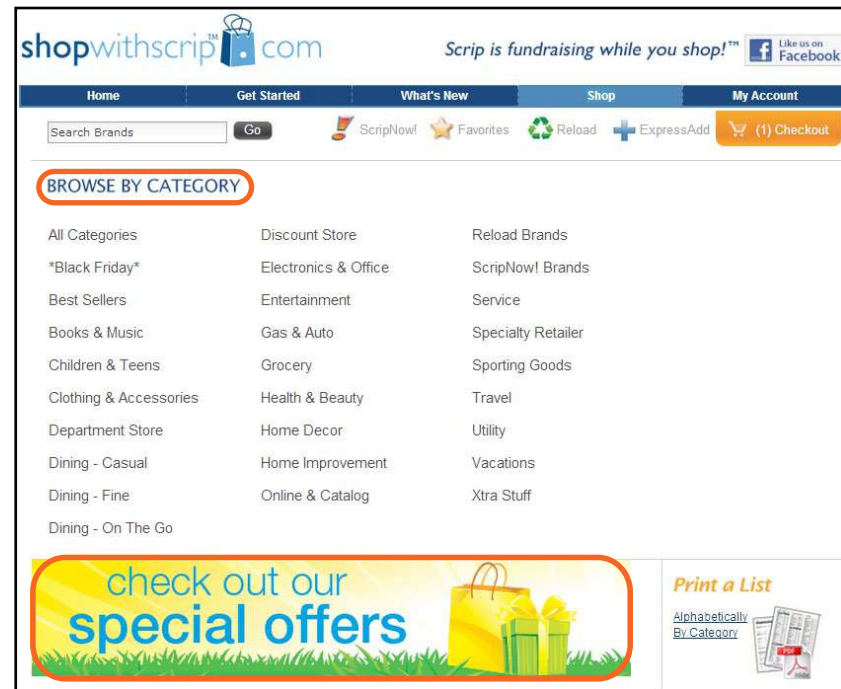 shopwithscrip™ com
Scrip is fundraising while you shop!™
Like us on
Facebook
Home Get Started What's New Shop My Account
Search Brands Go ScripNow! Favorites Reload ExpressAdd (1) Checkout
BROWSE BY CATEGORY
All Categories Discount Store Reload Brands
*Black Friday* Electronics & Office ScripNow! Brands
Best Sellers Entertainment Service
Books & Music Gas & Auto Specialty Retailer
Children & Teens Grocery Sporting Goods
Clothing & Accessories Health & Beauty Travel
Department Store Home Decor Utility
Dining - Casual Home Improvement Vacations
Dining - Fine Online & Catalog Xtra Stuff
Dining - On The Go
check out our
special offers
Print a List
Alphabetically
By Category
PDF